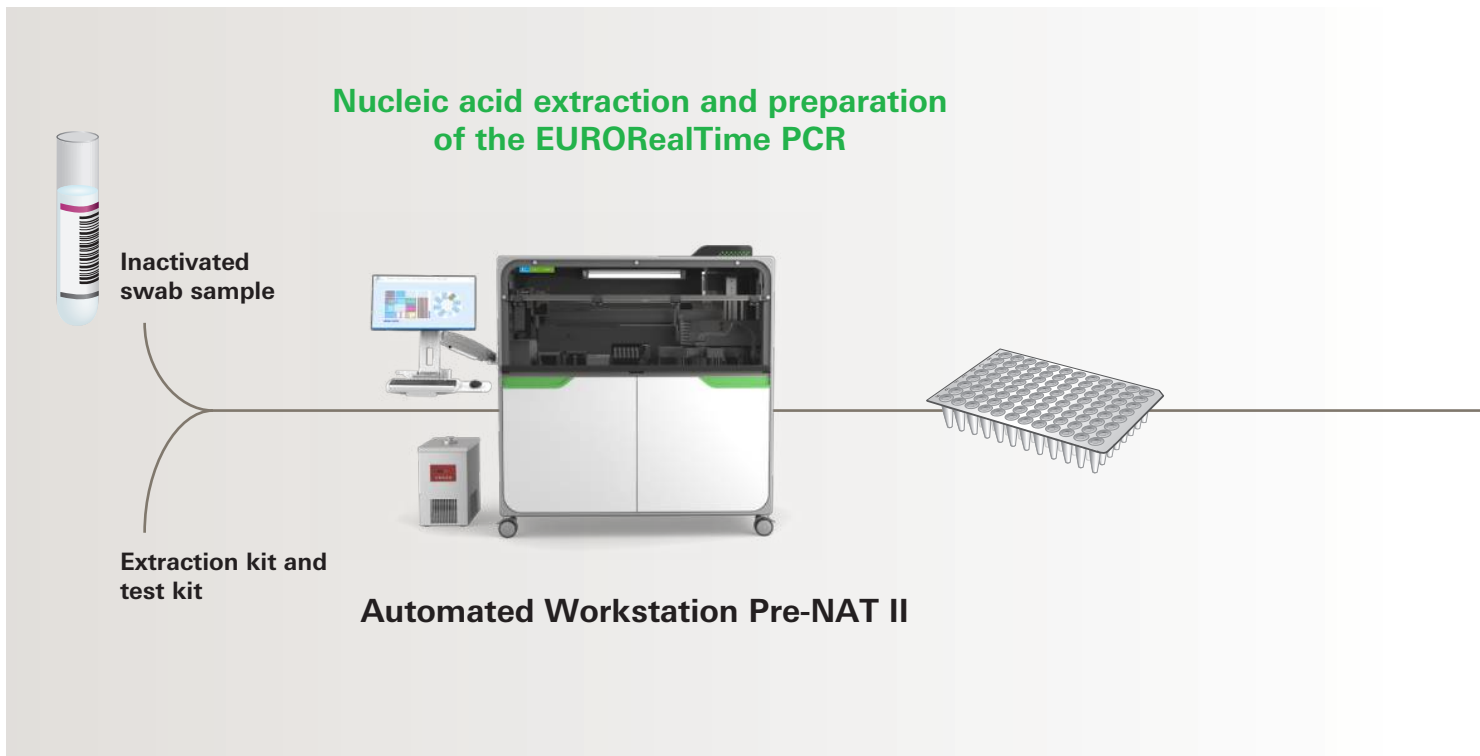 Nucleic acid extraction and preparation
of the EURORealTime PCR
Inactivated
swab sample
Extraction kit and
test kit
Automated Workstation Pre-NAT II